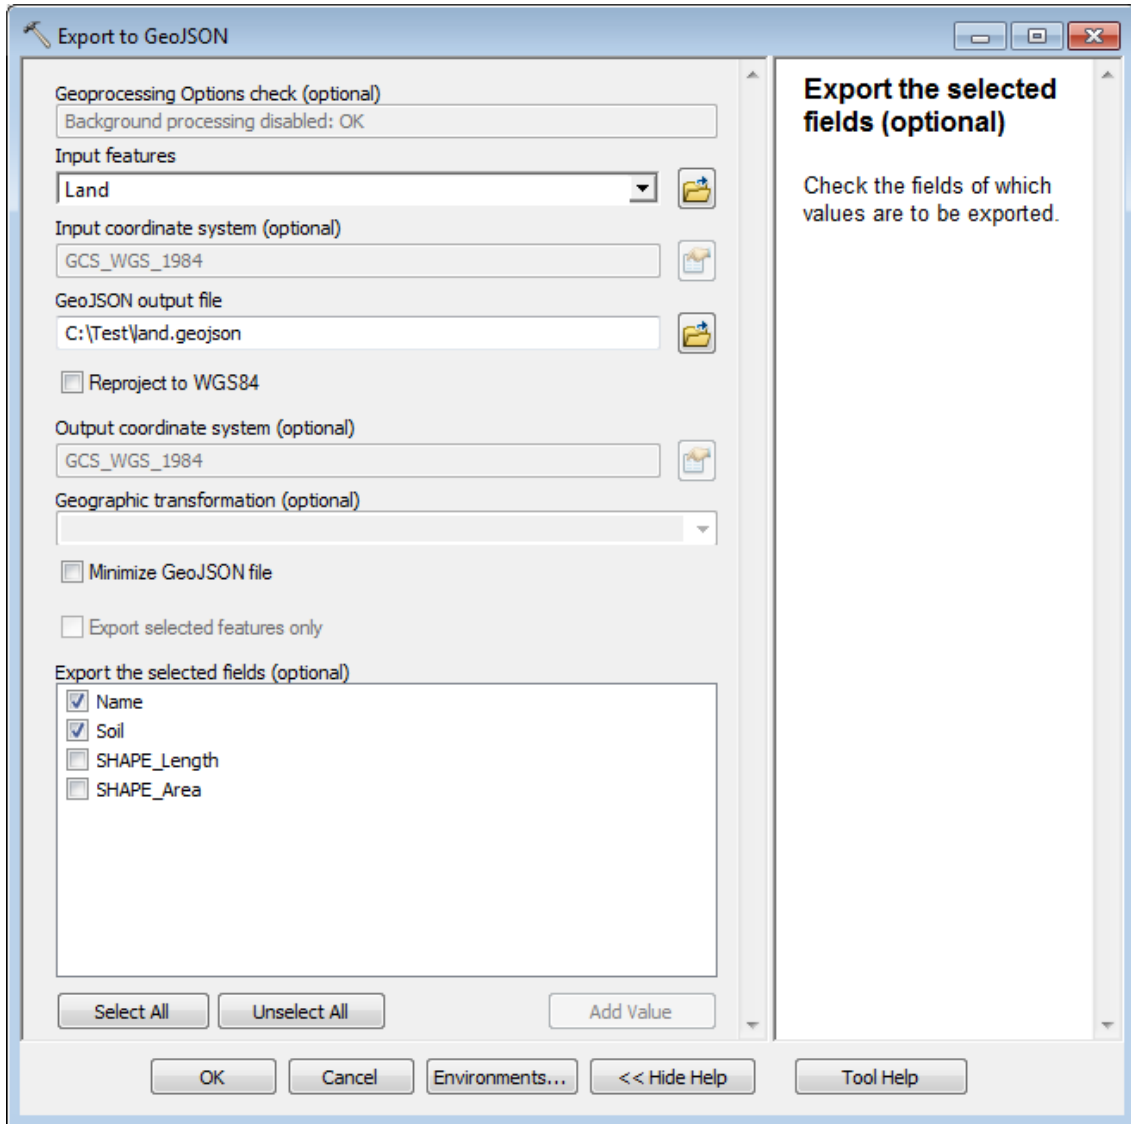 Export to GeoJSON
Geoprocessing Options check (optional)
Background processing disabled: OK
Input features
Land
Input coordinate system (optional)
GCS_WGS_1984
GeoJSON output file
C:\Test\land.geojson
Reproject to WGS84
Output coordinate system (optional)
GCS_WGS_1984
Geographic transformation (optional)
Minimize GeoJSON file
Export selected features only
Export the selected fields (optional)
Name
Soil
SHAPE_Length
SHAPE_Area
Select All
Unselect All
Add Value
Export the selected
fields (optional)
Check the fields of which
values are to be exported.
OK
Cancel
Environments...
<< Hide Help
Tool Help